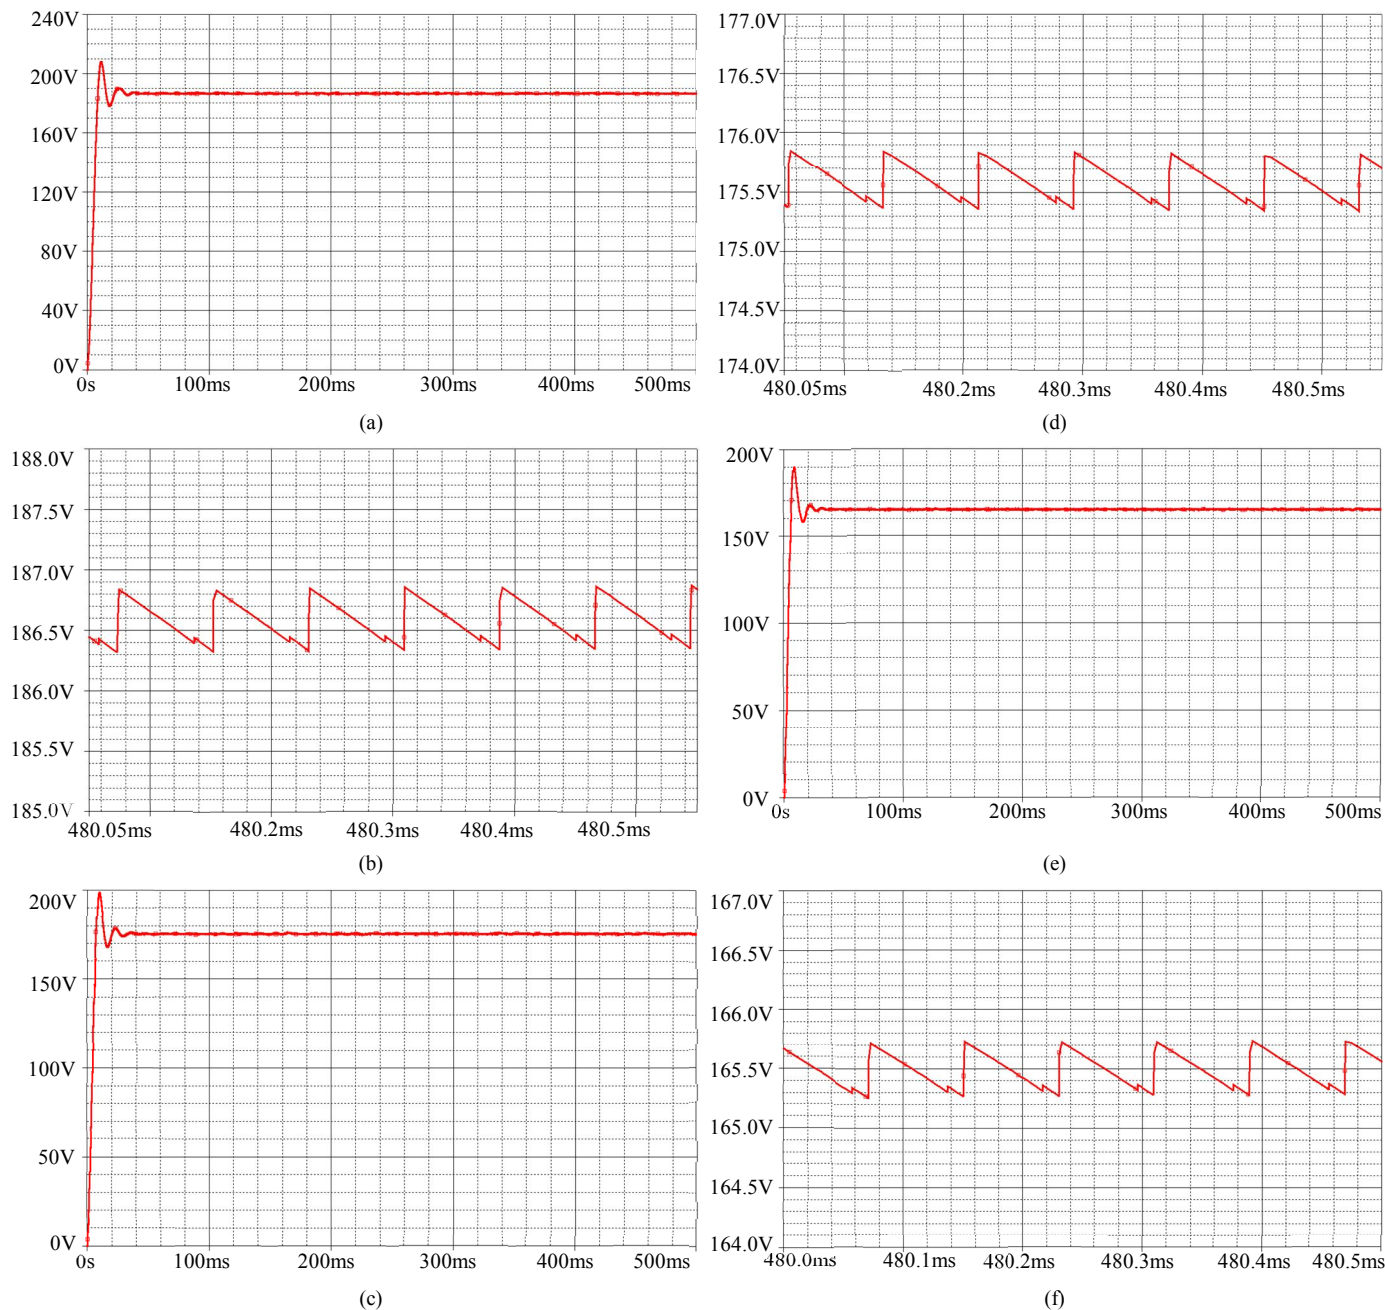 240V
200V
160V
120V
80V
40V
0V
0s 100ms 200ms 300ms 400ms 500ms
(a)
177.0V
176.5V
176.0V
175.5V
175.0V
174.5V
174.0V
480.05ms 480.2ms 480.3ms 480.4ms 480.5ms
(d)
188.0V
187.5V
187.0V
186.5V
186.0V
185.5V
185.0V
480.05ms 480.2ms 480.3ms 480.4ms 480.5ms
(b)
200V
150V
100V
50V
0V
0s 100ms 200ms 300ms 400ms 500ms
(e)
200V
150V
100V
50V
0V
0s 100ms 200ms 300ms 400ms 500ms
(c)
167.0V
166.5V
166.0V
165.5V
165.0V
164.5V
164.0V
480.0ms 480.1ms 480.2ms 480.3ms 480.4ms 480.5ms
(f)